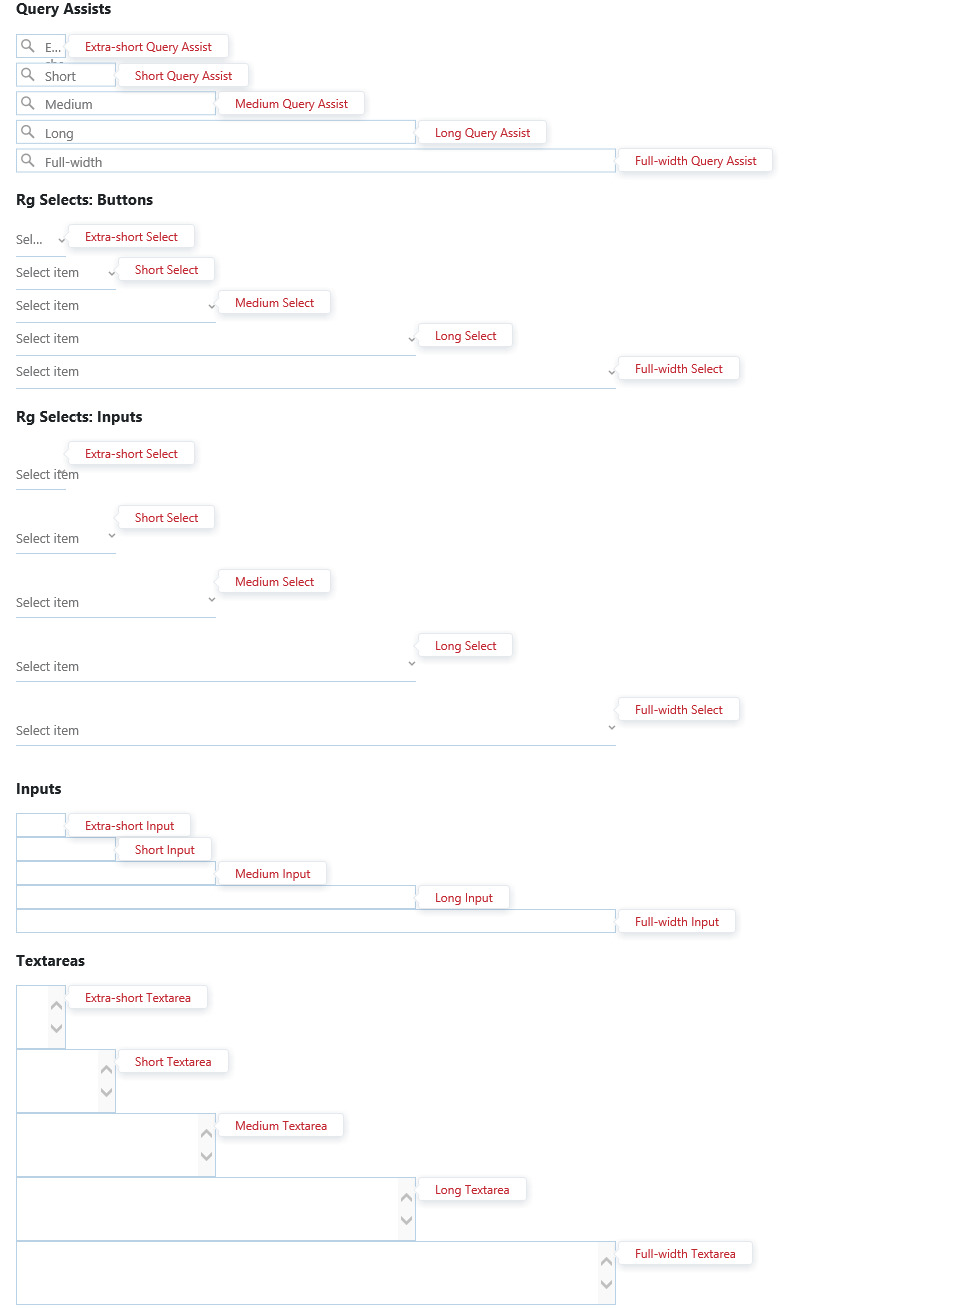 Query Assists
E... Extra-short Query Assist
Short Short Query Assist
Medium Medium Query Assist
Long Long Query Assist
Full-width Full-width Query Assist
Rg Selects: Buttons
Sel... Extra-short Select
Select item Short Select
Select item Medium Select
Select item Long Select
Select item Full-width Select
Rg Selects: Inputs
Extra-short Select
Select item
Short Select
Select item
Medium Select
Select item
Long Select
Select item
Full-width Select
Select item
Inputs
Extra-short Input
Short Input
Medium Input
Long Input
Full-width Input
Textareas
Extra-short Textarea
Short Textarea
Medium Textarea
Long Textarea
Full-width Textarea